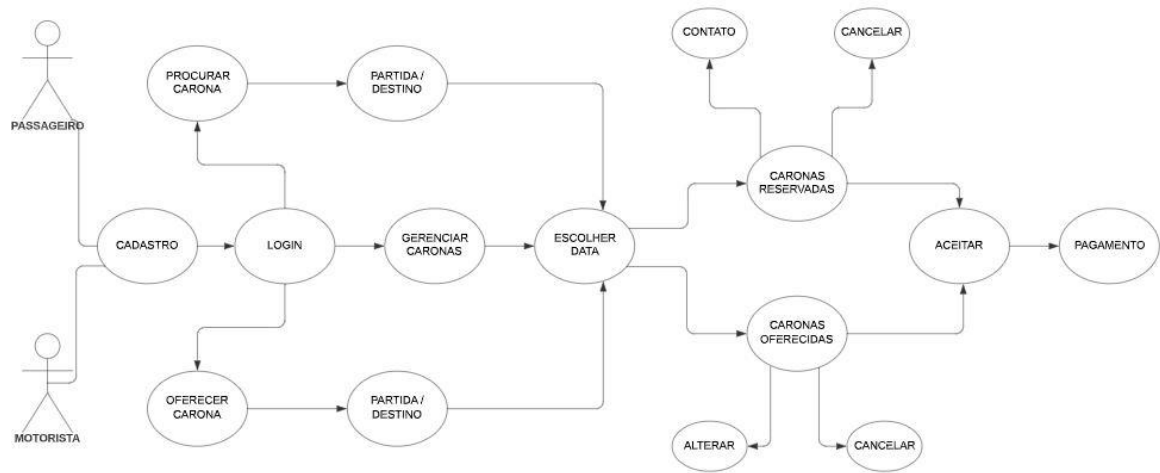 CONTATO
CANCELAR
PROCURAR
CARONA
PARTIDA /
DESTINO
PASSAGEIRO
CARONAS
RESERVADAS
CADASTRO
LOGIN
GERENCIAR
CARONAS
ESCOLHER
DATA
ACEITAR
PAGAMENTO
CARONAS
OFERECIDAS
OFERECER
CARONA
PARTIDA /
DESTINO
MOTORISTA
ALTERAR
CANCELAR